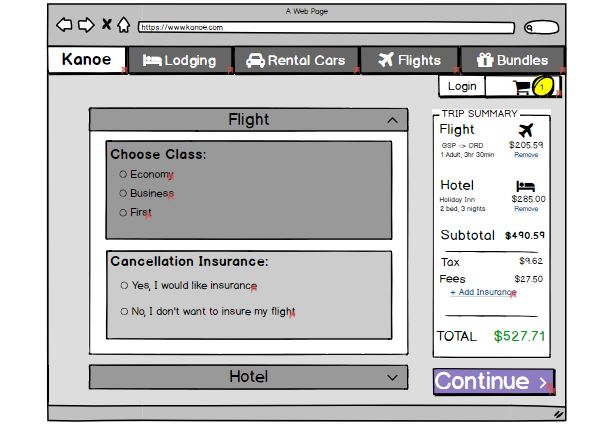 A Web Page
https://www.kanoe.com
Kanoe
Lodging
Rental Cars
Flights
Bundles
Login
1
Flight
Choose Class:
Economy
Business
First
Cancellation Insurance:
Yes, I would like insurance
No, I don't want to insure my flight
Hotel
TRIP SUMMARY
Flight
GSP -> ORD $205.59
1 Adult, 3hr 30min Remove
Hotel
Holiday Inn $285.00
2 bed, 3 nights Remove
Subtotal $490.59
Tax $9.62
Fees $27.50
+ Add Insurance
TOTAL $527.71
Continue >